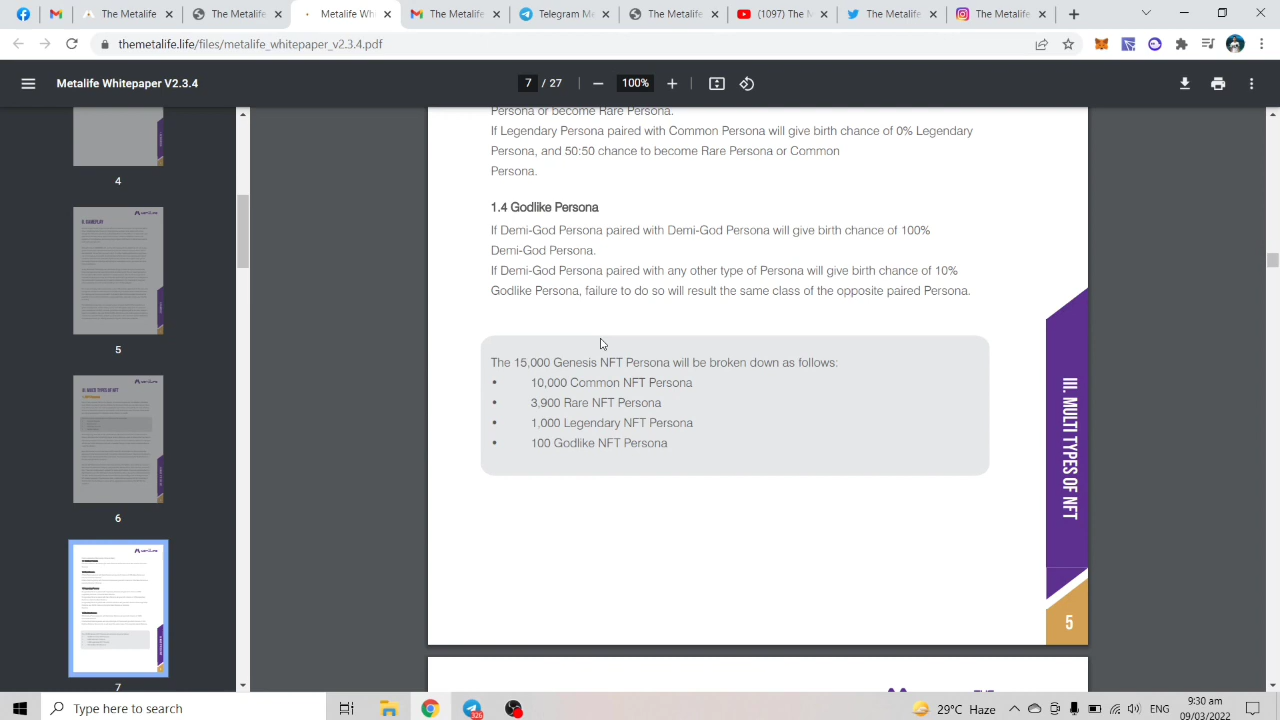 The Metalife
Telegram Me
The Metalife
Metalife Wh
The Metalife
Telegram Me
The Metalife
(1097) The M
The Metalife
The Metalife
themetalife.life/files/metalife_whitepaper_v2.3.4.pdf
Metalife Whitepaper V2.3.4
7 / 27
100%
4
5
6
7
Persona or become Rare Persona.
If Legendary Persona paired with Common Persona will give birth chance of 0% Legendary
Persona, and 50:50 chance to become Rare Persona or Common
Persona.
1.4 Godlike Persona
If Demi-God Persona paired with Demi-God Persona will give birth chance of 100%
Demi-God Persona.
If Demi-God Persona paired with any other type of Persona will give birth chance of 10%
Godlike Persona, failure to do so will result the same class of the opposite paired Persona.
The 15,000 Genesis NFT Persona will be broken down as follows:
• 10,000 Common NFT Persona
• 3,900 Rare NFT Persona
• 1,000 Legendary NFT Persona
• 100 Godlike NFT Persona
III. MULTI TYPES OF NFT
5
Type here to search
326
29°C Haze
ENG
9:30 am
09/03/2022